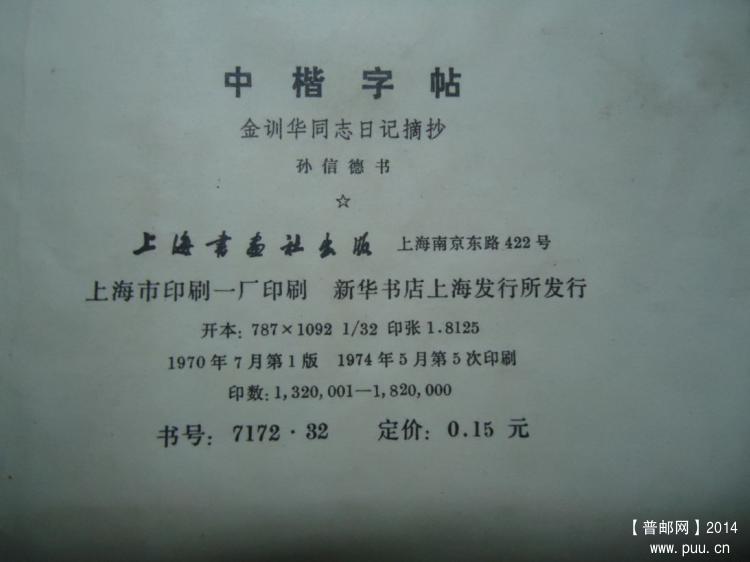 中楷字帖
金训华同志日记摘抄
孙信德书
☆
上海书画社出版 上海南京东路422号
上海市印刷一厂印刷 新华书店上海发行所发行
开本: 787×1092 1/32 印张 1.8125
1970年7月第1版 1974年5月第5次印刷
印数: 1,320,001—1,820,000
书号: 7172·32 定价: 0.15 元
【普邮网】2014
www.puu.cn